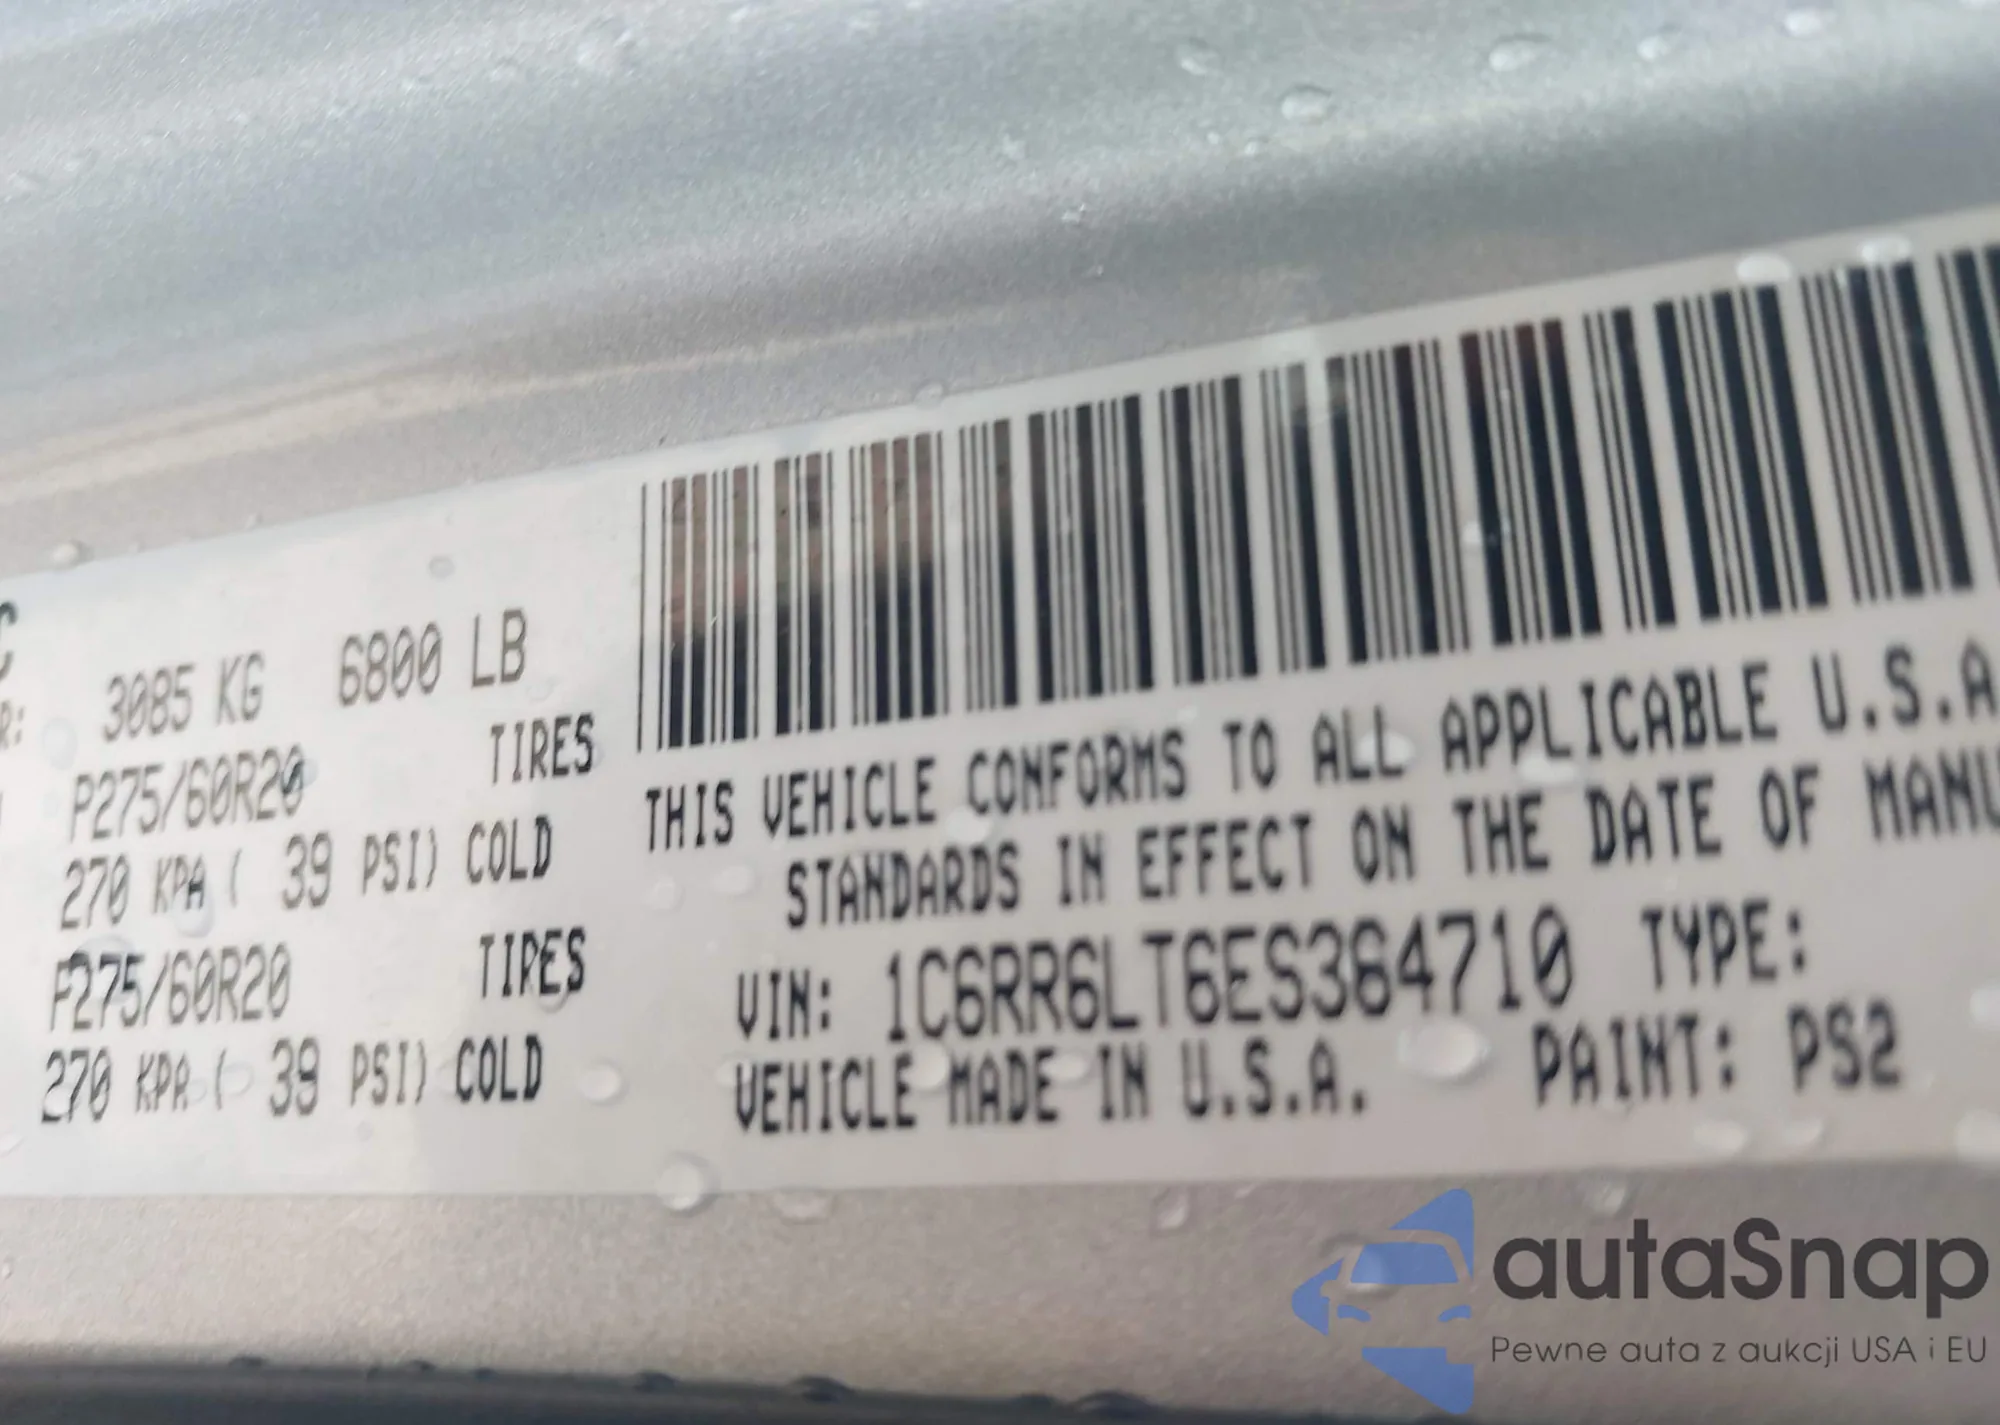 C
R: 3085 KG 6800 LB
P275/60R20 TIRES
270 KPA ( 39 PSI) COLD
P275/60R20 TIRES
270 KPA ( 39 PSI) COLD
THIS VEHICLE CONFORMS TO ALL APPLICABLE U.S.A
STANDARDS IN EFFECT ON THE DATE OF MANU
VIN: 1C6RR6LT6ES364710 TYPE:
VEHICLE MADE IN U.S.A. PAINT: PS2
autaSnap
Pewne auta z aukcji USA i EU